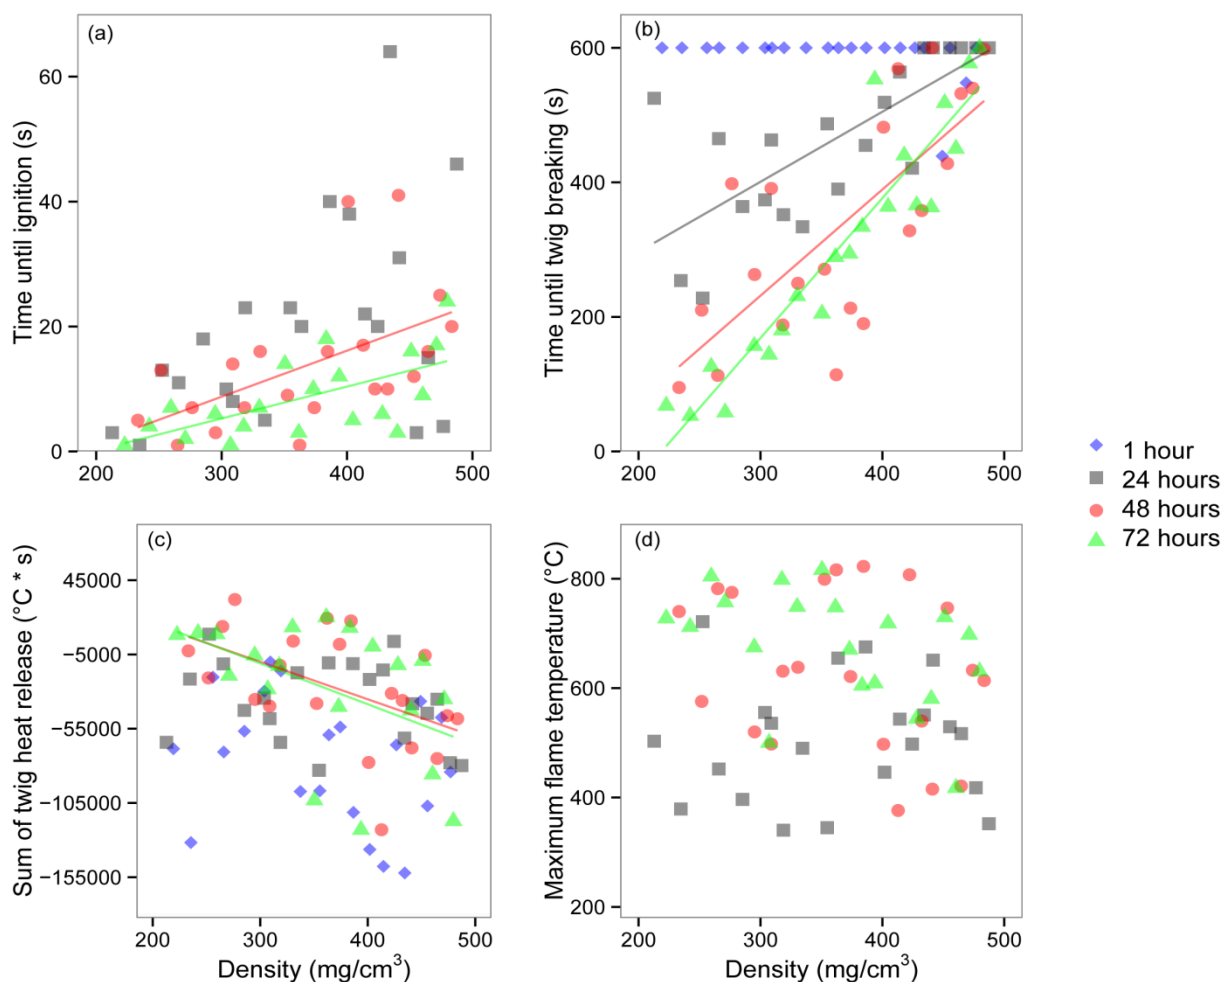 (a)
Time until ignition (s)
60
40
20
0
200 300 400 500
(b)
Time until twig breaking (s)
600
400
200
0
200 300 400 500
1 hour
24 hours
48 hours
72 hours
(c)
Sum of twig heat release (°C * s)
45000
−5000
−55000
−105000
−155000
200 300 400 500
Density (mg/cm³)
(d)
Maximum flame temperature (°C)
800
600
400
200
200 300 400 500
Density (mg/cm³)